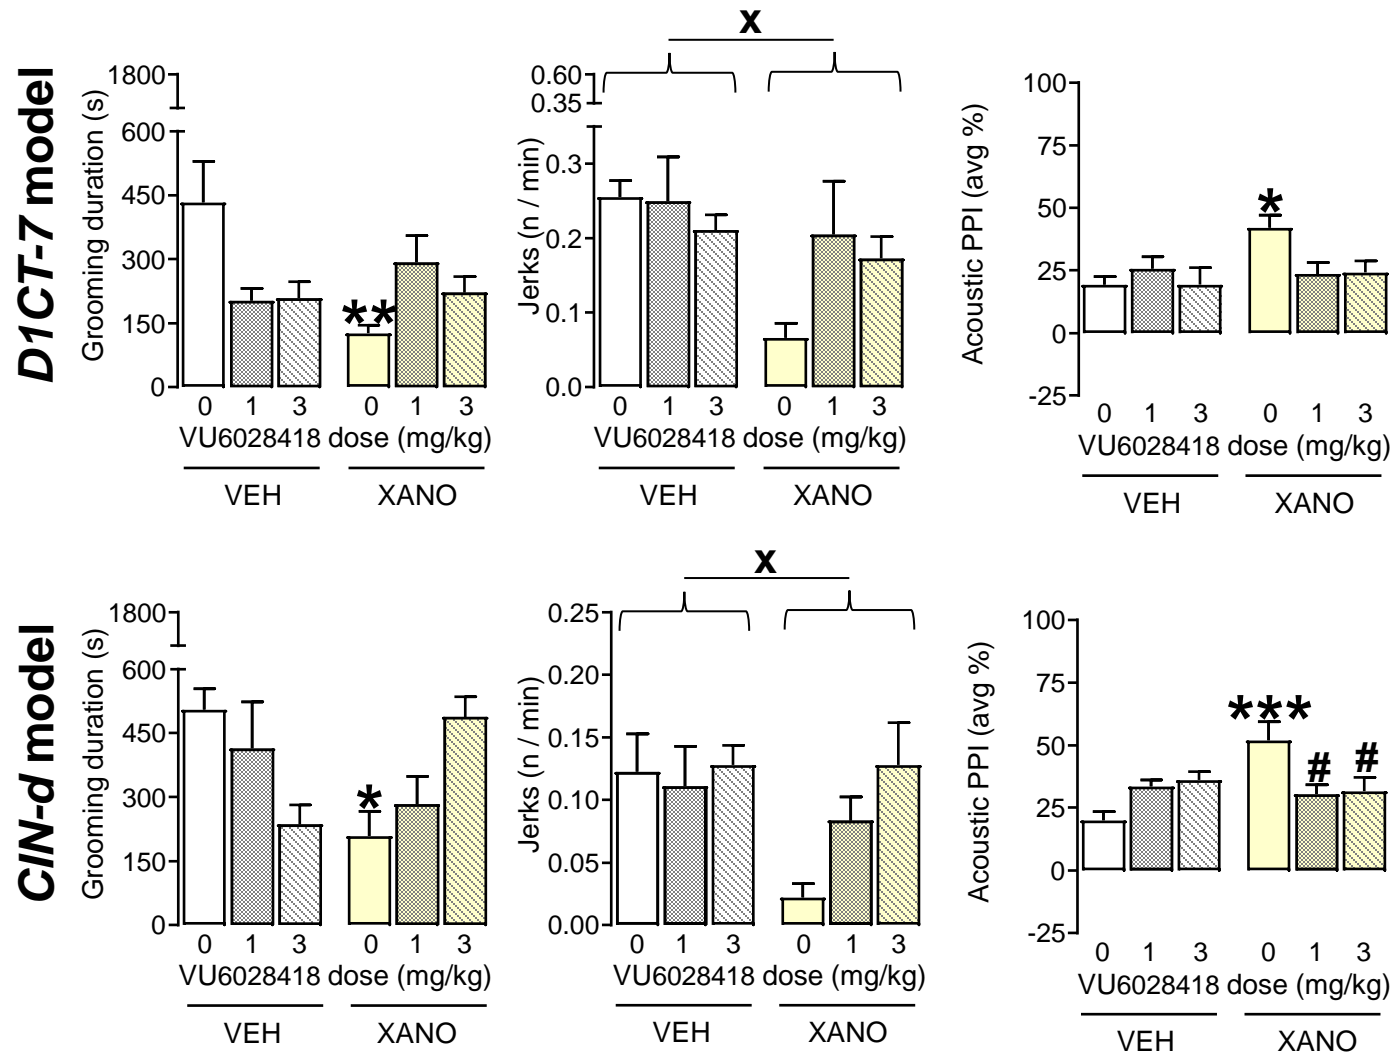 D1CT-7 model
Grooming duration (s)
1800
600
450
300
150
0
**
0 1 3 0 1 3
VU6028418 dose (mg/kg)
VEH XANO
x
Jerks (n / min)
0.60
0.35
0.3
0.2
0.1
0.0
0 1 3 0 1 3
VU6028418 dose (mg/kg)
VEH XANO
Acoustic PPI (avg %)
100
75
50
25
0
-25
*
0 1 3 0 1 3
VU6028418 dose (mg/kg)
VEH XANO
CIN-d model
Grooming duration (s)
1800
600
450
300
150
0
*
0 1 3 0 1 3
VU6028418 dose (mg/kg)
VEH XANO
x
Jerks (n / min)
0.25
0.20
0.15
0.10
0.05
0.00
0 1 3 0 1 3
VU6028418 dose (mg/kg)
VEH XANO
Acoustic PPI (avg %)
100
75
50
25
0
-25
***
# #
0 1 3 0 1 3
VU6028418 dose (mg/kg)
VEH XANO